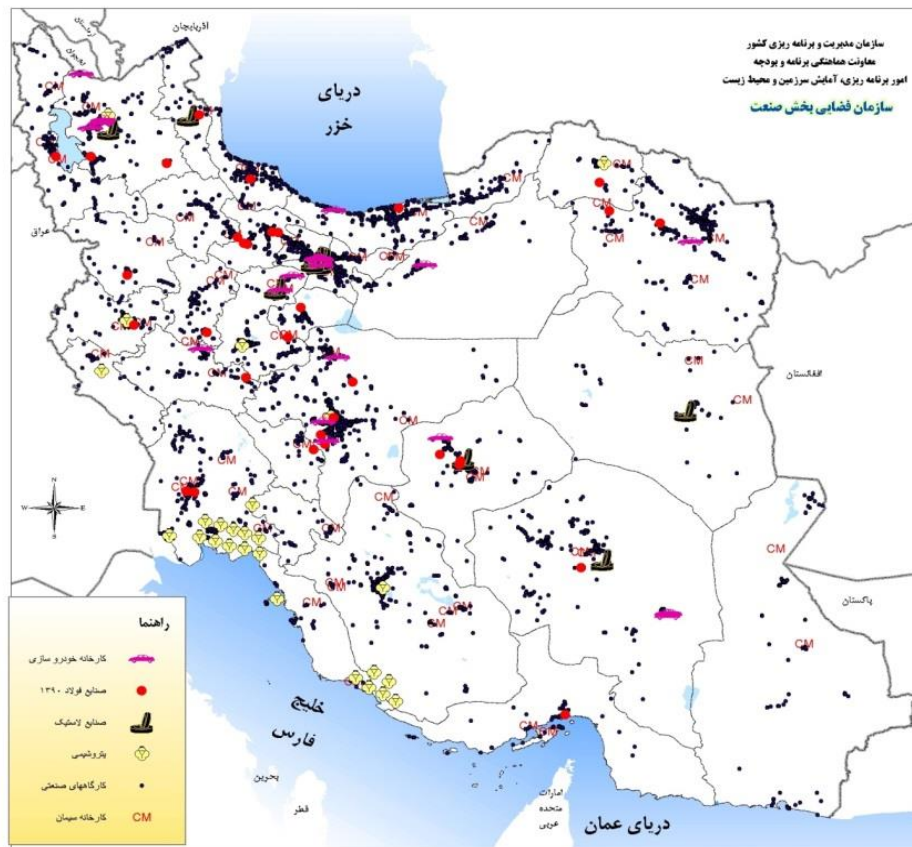 سازمان مدیریت و برنامه ریزی کشور
معاونت هماهنگی برنامه و بودجه
امور برنامه ریزی، آمایش سرزمین و محیط زیست
سازمان فضایی بخش صنعت
آذربایجان
دریای
خزر
عراق
افغانستان
پاکستان
N
W
E
S
خلیج
فارس
بحرین
قطر
امارات
متحده
عربی
دریای عمان
راهنما
کارخانه خودرو سازی
صنایع فولاد ۱۳۹۰
صنایع لاستیک
پتروشیمی
کارگاههای صنعتی
کارخانه سیمان
CM